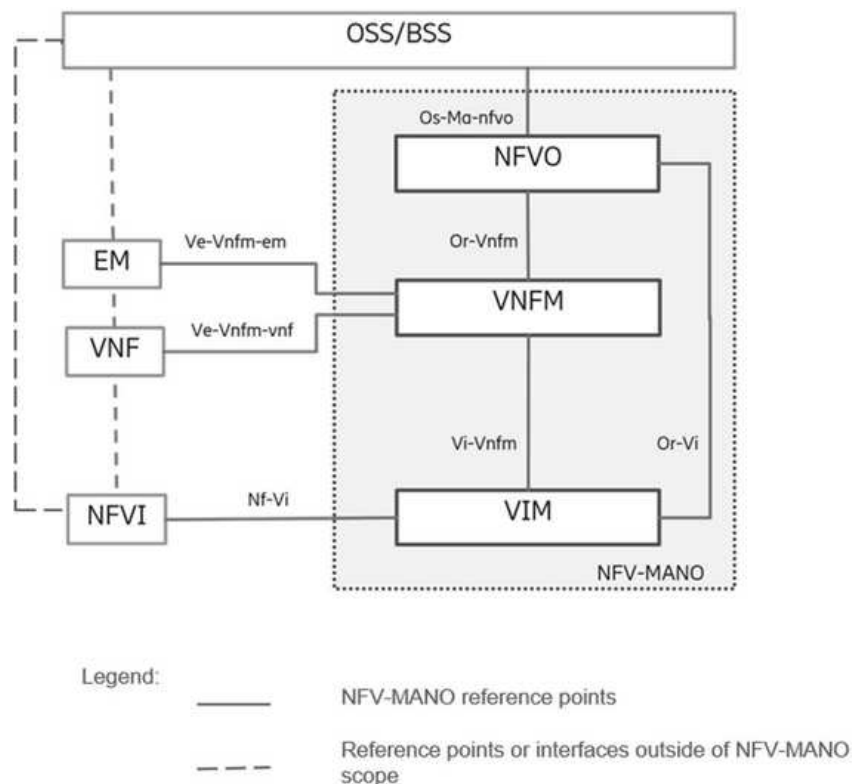 OSS/BSS
Os-Ma-nfvo
NFVO
Ve-Vnfm-em
Or-Vnfm
EM
VNFM
Ve-Vnfm-vnf
VNF
Vi-Vnfm
Or-Vi
Nf-Vi
NFVI
VIM
NFV-MANO
Legend:
NFV-MANO reference points
Reference points or interfaces outside of NFV-MANO
scope